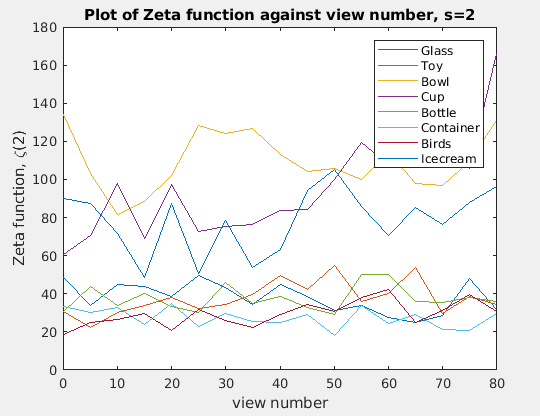 Plot of Zeta function against view number, s=2
180
160
140
120
100
80
60
40
20
0
Zeta function, ζ(2)
Glass
Toy
Bowl
Cup
Bottle
Container
Birds
Icecream
0 10 20 30 40 50 60 70 80
view number